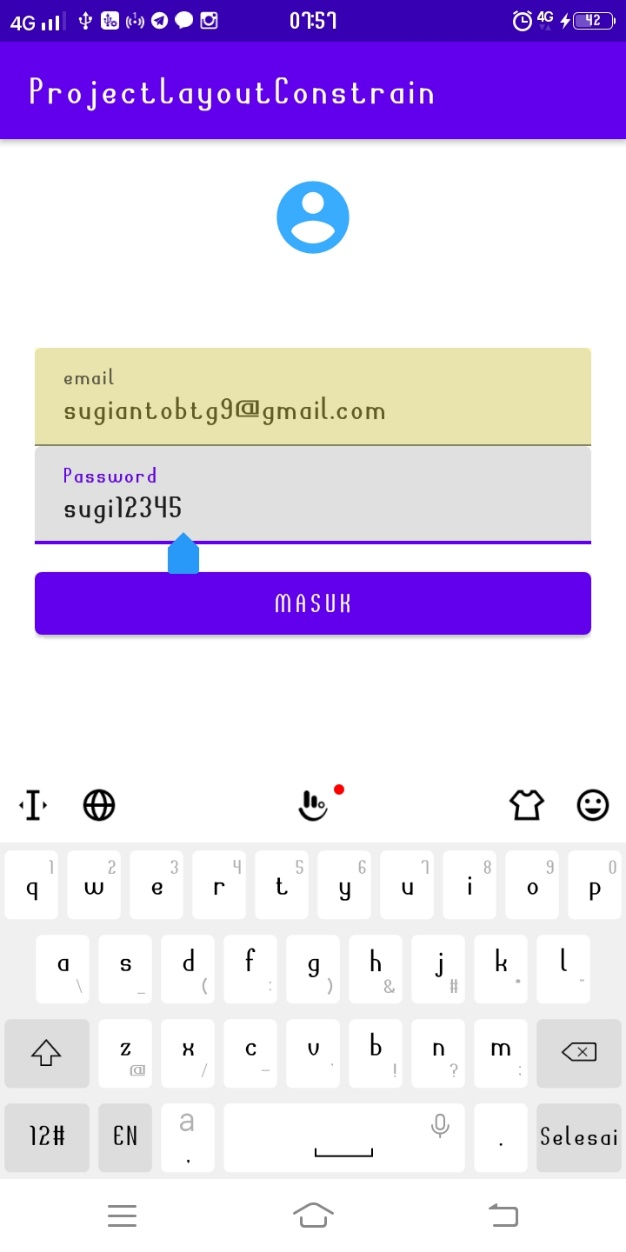 4G 07:57 4G 42
ProjectLayoutConstrain
email
sugiantobtg9@gmail.com
Password
sugi12345
MASUK
1 2 3 4 5 6 7 8 9 0
q w e r t y u i o p
a s d f g h j k l
\ _ ( : ) & # * ~
z x c v b n m
@ / - ' ! ? :
12# EN a , . Selesai